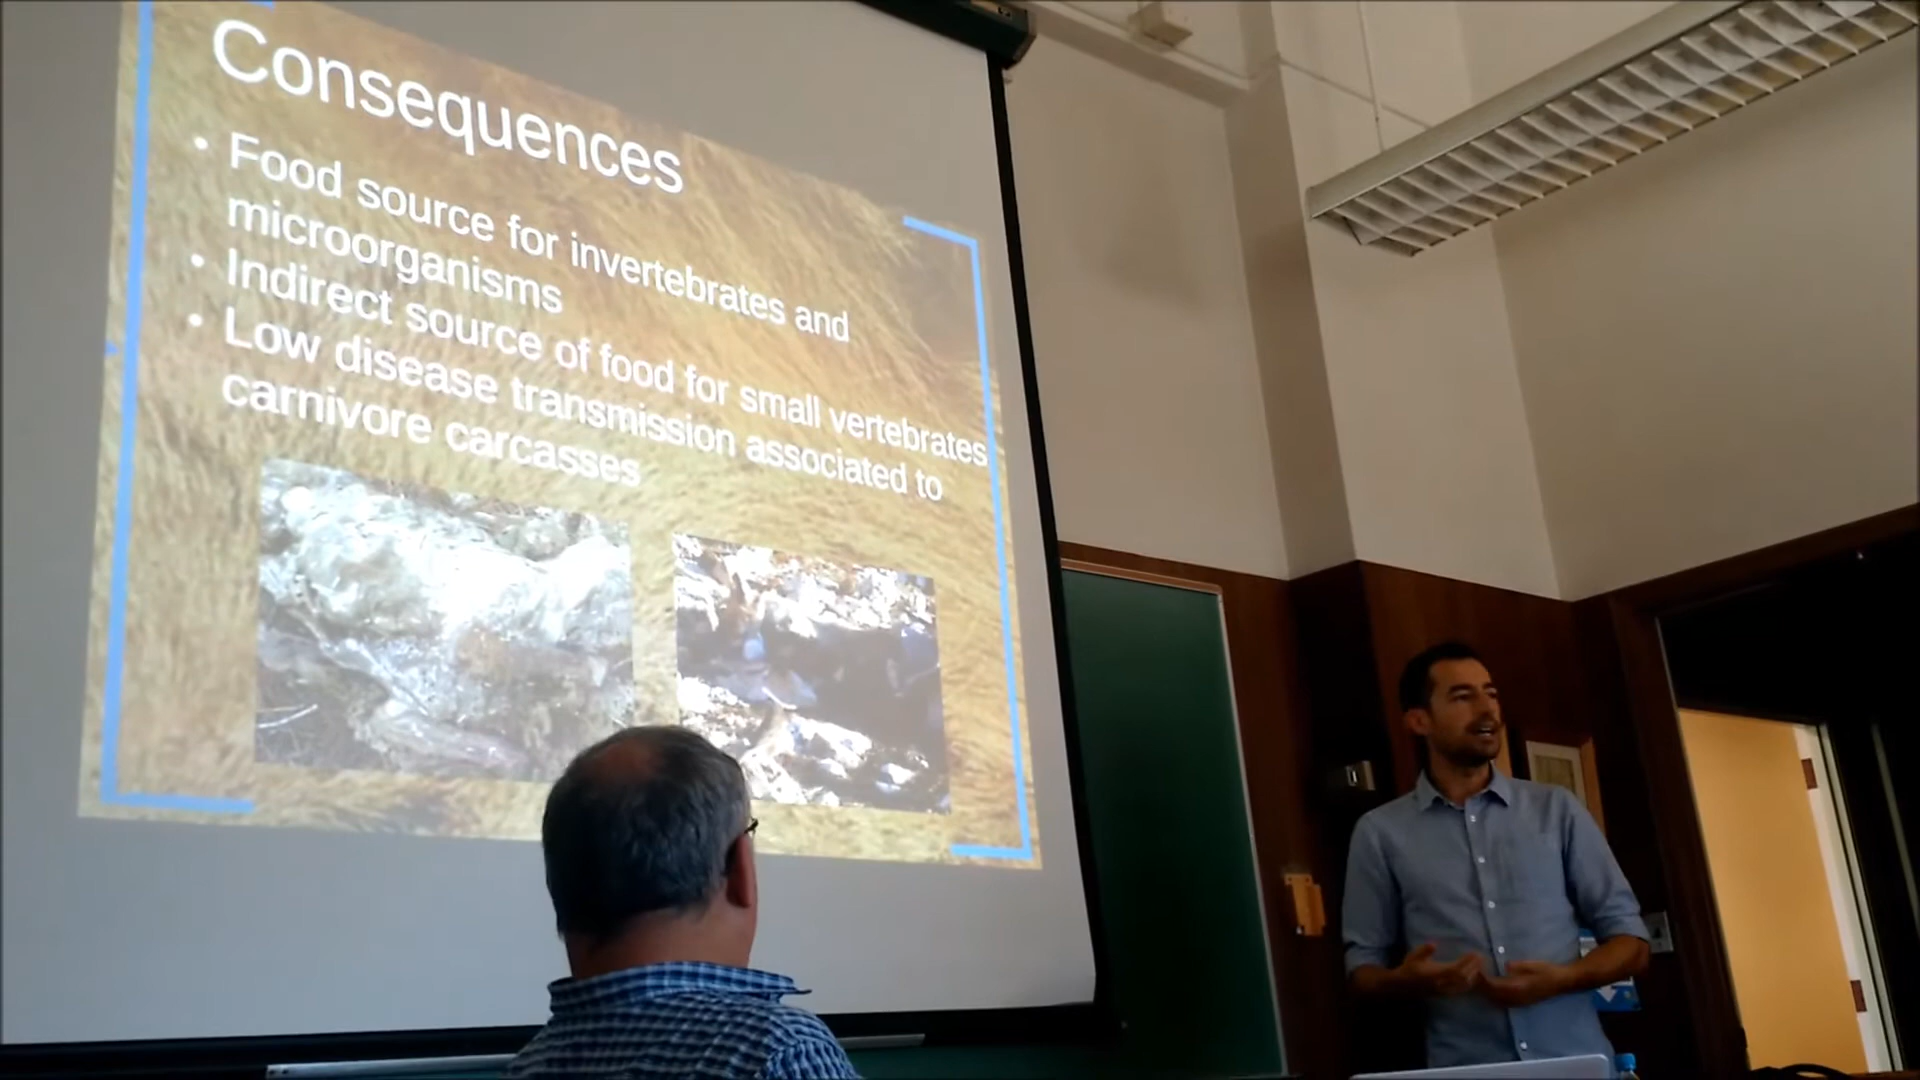 Consequences
• Food source for invertebrates and
microorganisms
• Indirect source of food for small vertebrates
• Low disease transmission associated to
carnivore carcasses